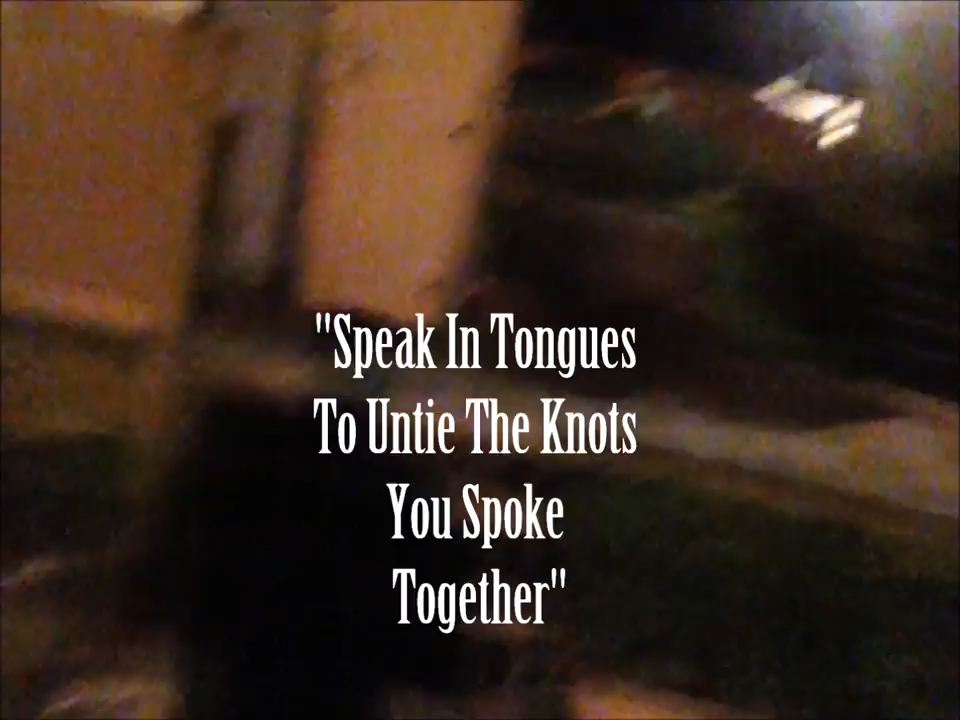 "Speak In Tongues
To Untie The Knots
You Spoke
Together"